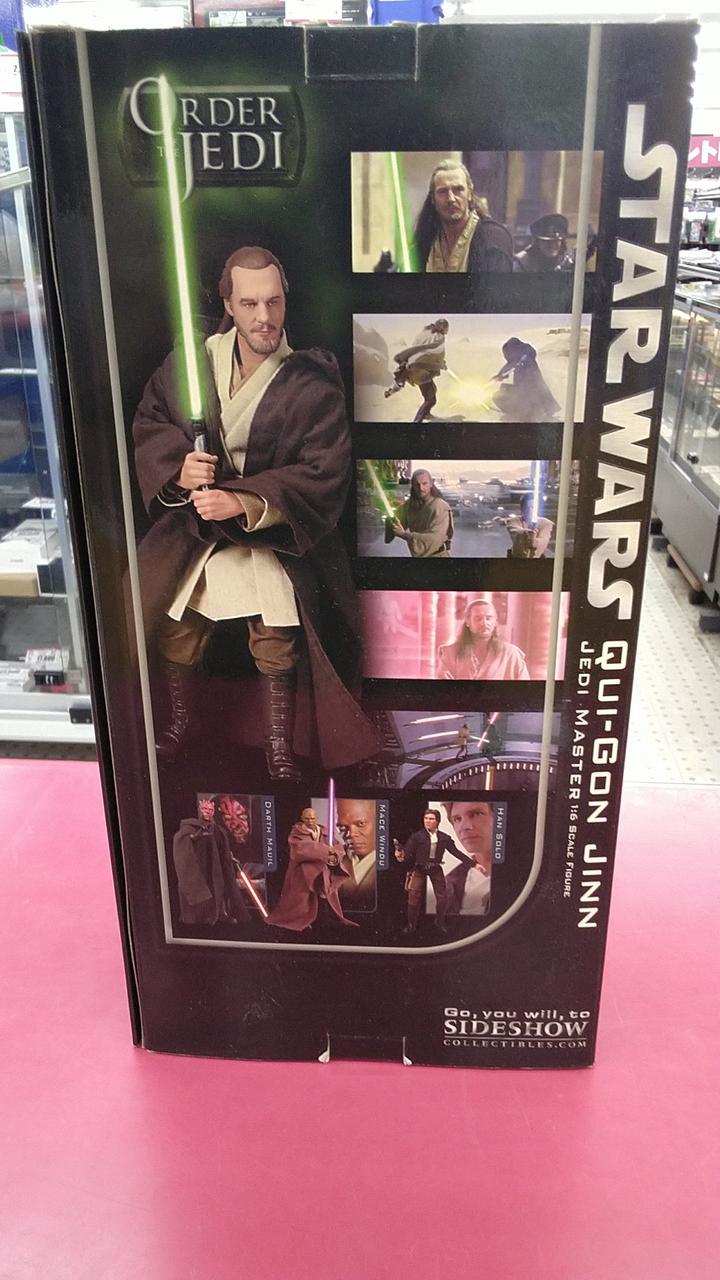 ORDER
OF THE
JEDI
STAR WARS
QUI-GON JINN
JEDI MASTER 1:6 SCALE FIGURE
DARTH MAUL
MACE WINDU
HAN SOLO
Go, you will, to
SIDESHOW
COLLECTIBLES.COM